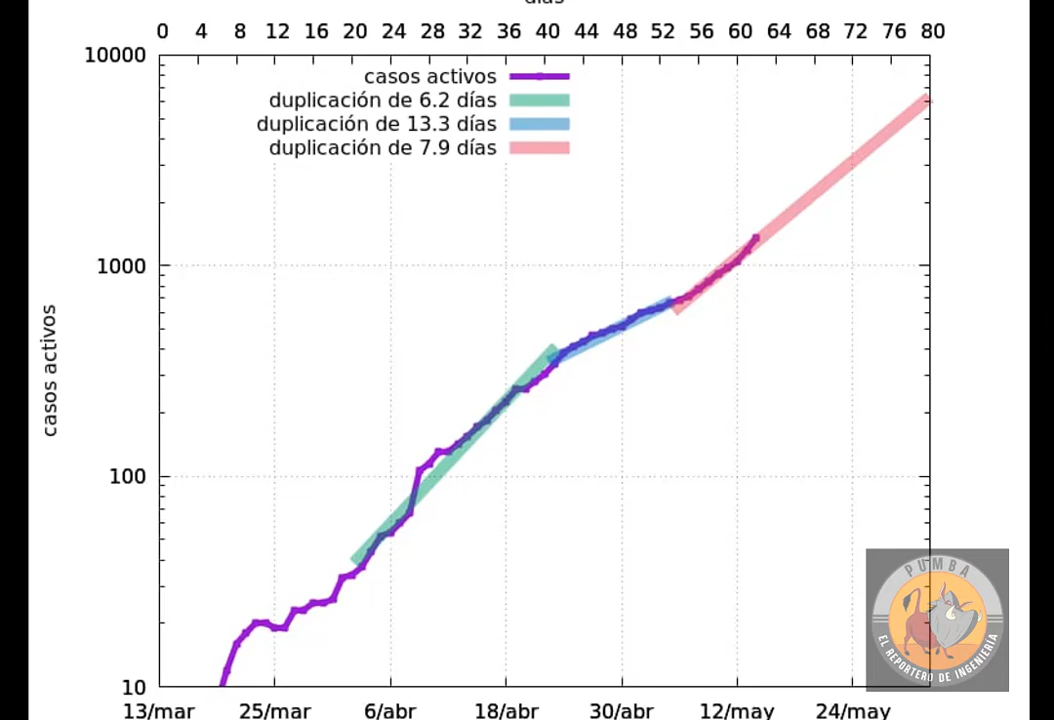 días
0 4 8 12 16 20 24 28 32 36 40 44 48 52 56 60 64 68 72 76 80
10000
casos activos
duplicación de 6.2 días
duplicación de 13.3 días
duplicación de 7.9 días
1000
casos activos
100
PUMBA
EL REPORTERO DE INGENIERÍA
10
13/mar 25/mar 6/abr 18/abr 30/abr 12/may 24/may